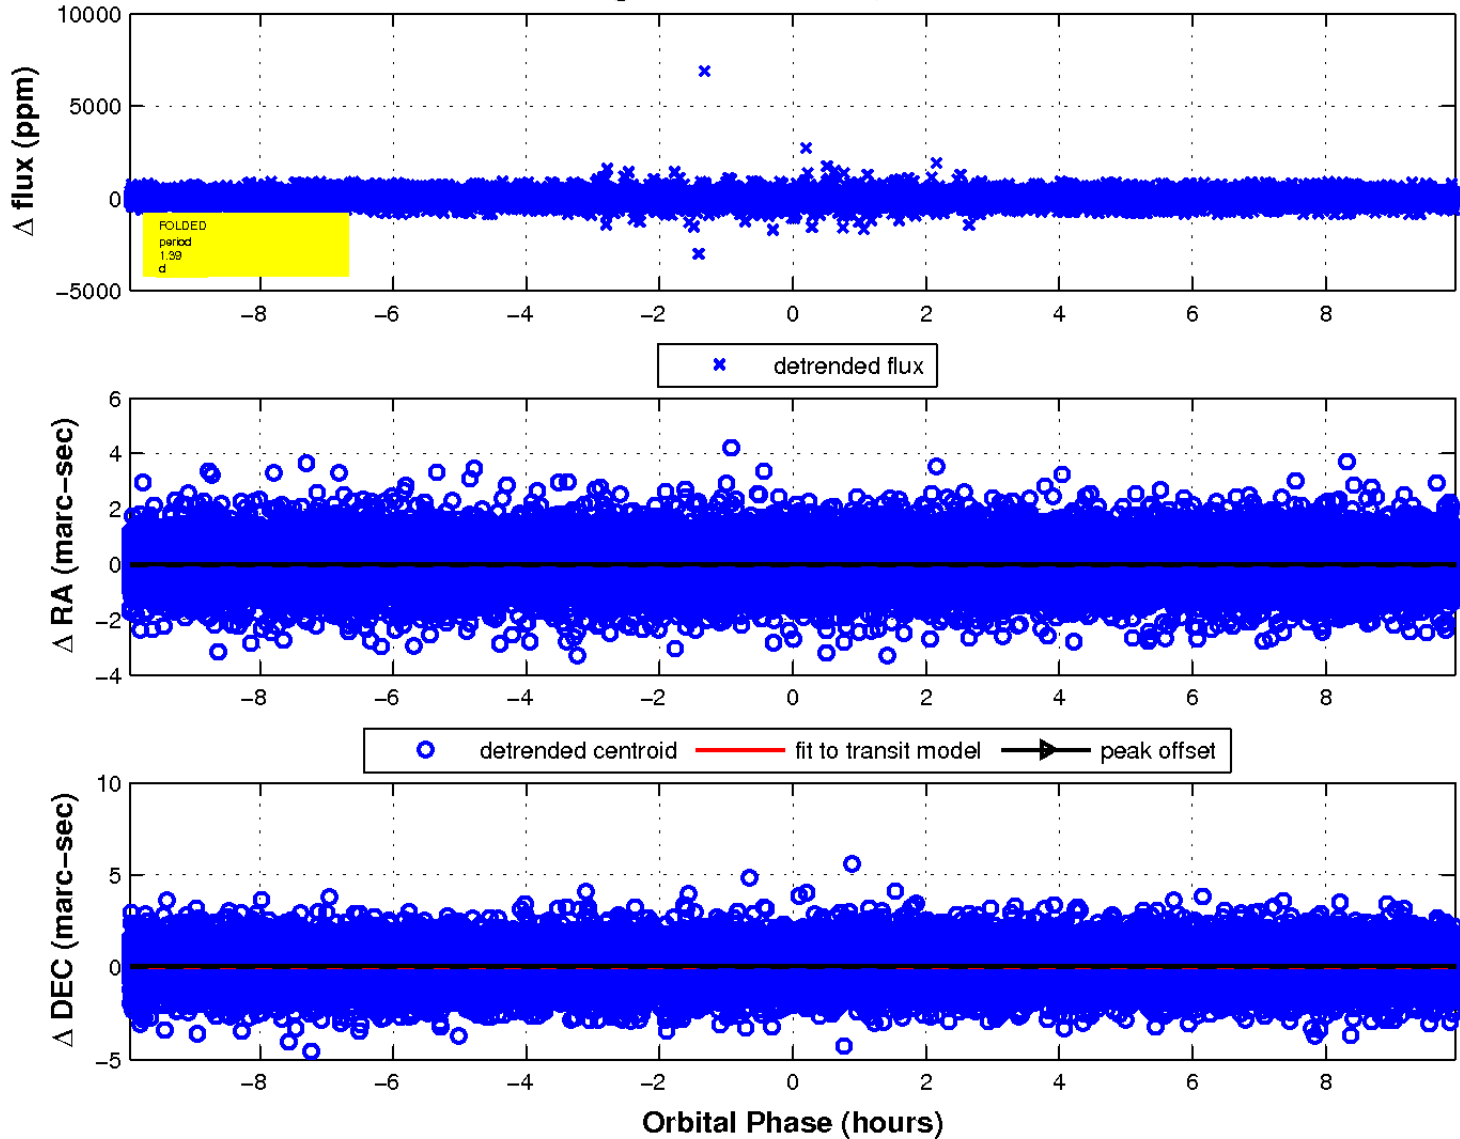 10000
5000
0
−5000
Δ flux (ppm)
FOLDED
period
1.39
d
−8 −6 −4 −2 0 2 4 6 8
detrended flux
6
4
2
0
−2
−4
Δ RA (marc−sec)
−8 −6 −4 −2 0 2 4 6 8
detrended centroid fit to transit model peak offset
10
5
0
−5
Δ DEC (marc−sec)
−8 −6 −4 −2 0 2 4 6 8
Orbital Phase (hours)